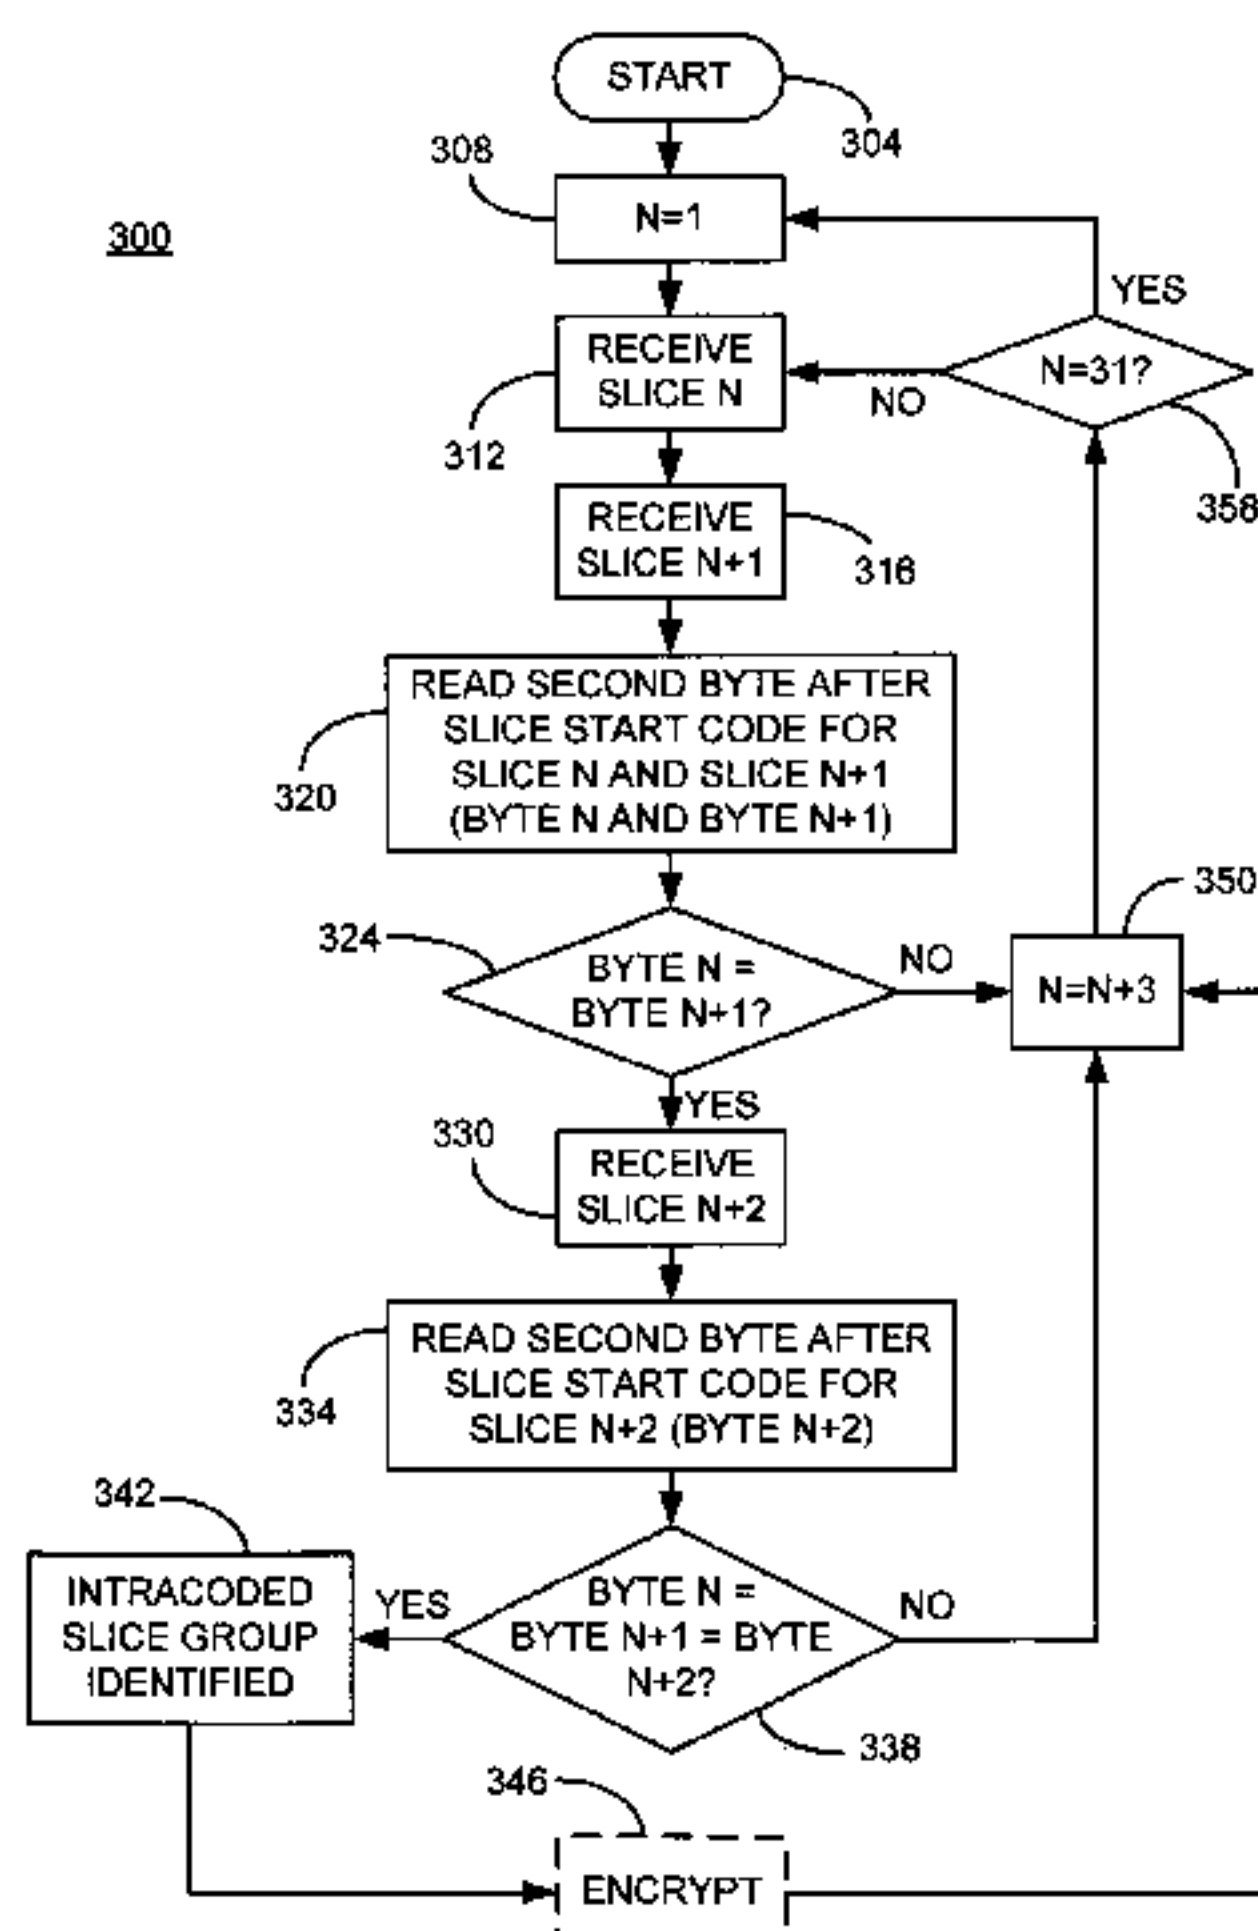 START
304
308
N=1
300
YES
RECEIVE
SLICE N
N=31?
NO
312
358
RECEIVE
SLICE N+1
316
READ SECOND BYTE AFTER
SLICE START CODE FOR
SLICE N AND SLICE N+1
(BYTE N AND BYTE N+1)
320
350
324
BYTE N =
BYTE N+1?
NO
N=N+3
YES
330
RECEIVE
SLICE N+2
READ SECOND BYTE AFTER
SLICE START CODE FOR
SLICE N+2 (BYTE N+2)
334
342
INTRACODED
SLICE GROUP
IDENTIFIED
YES
BYTE N =
BYTE N+1 = BYTE
N+2?
NO
338
346
ENCRYPT